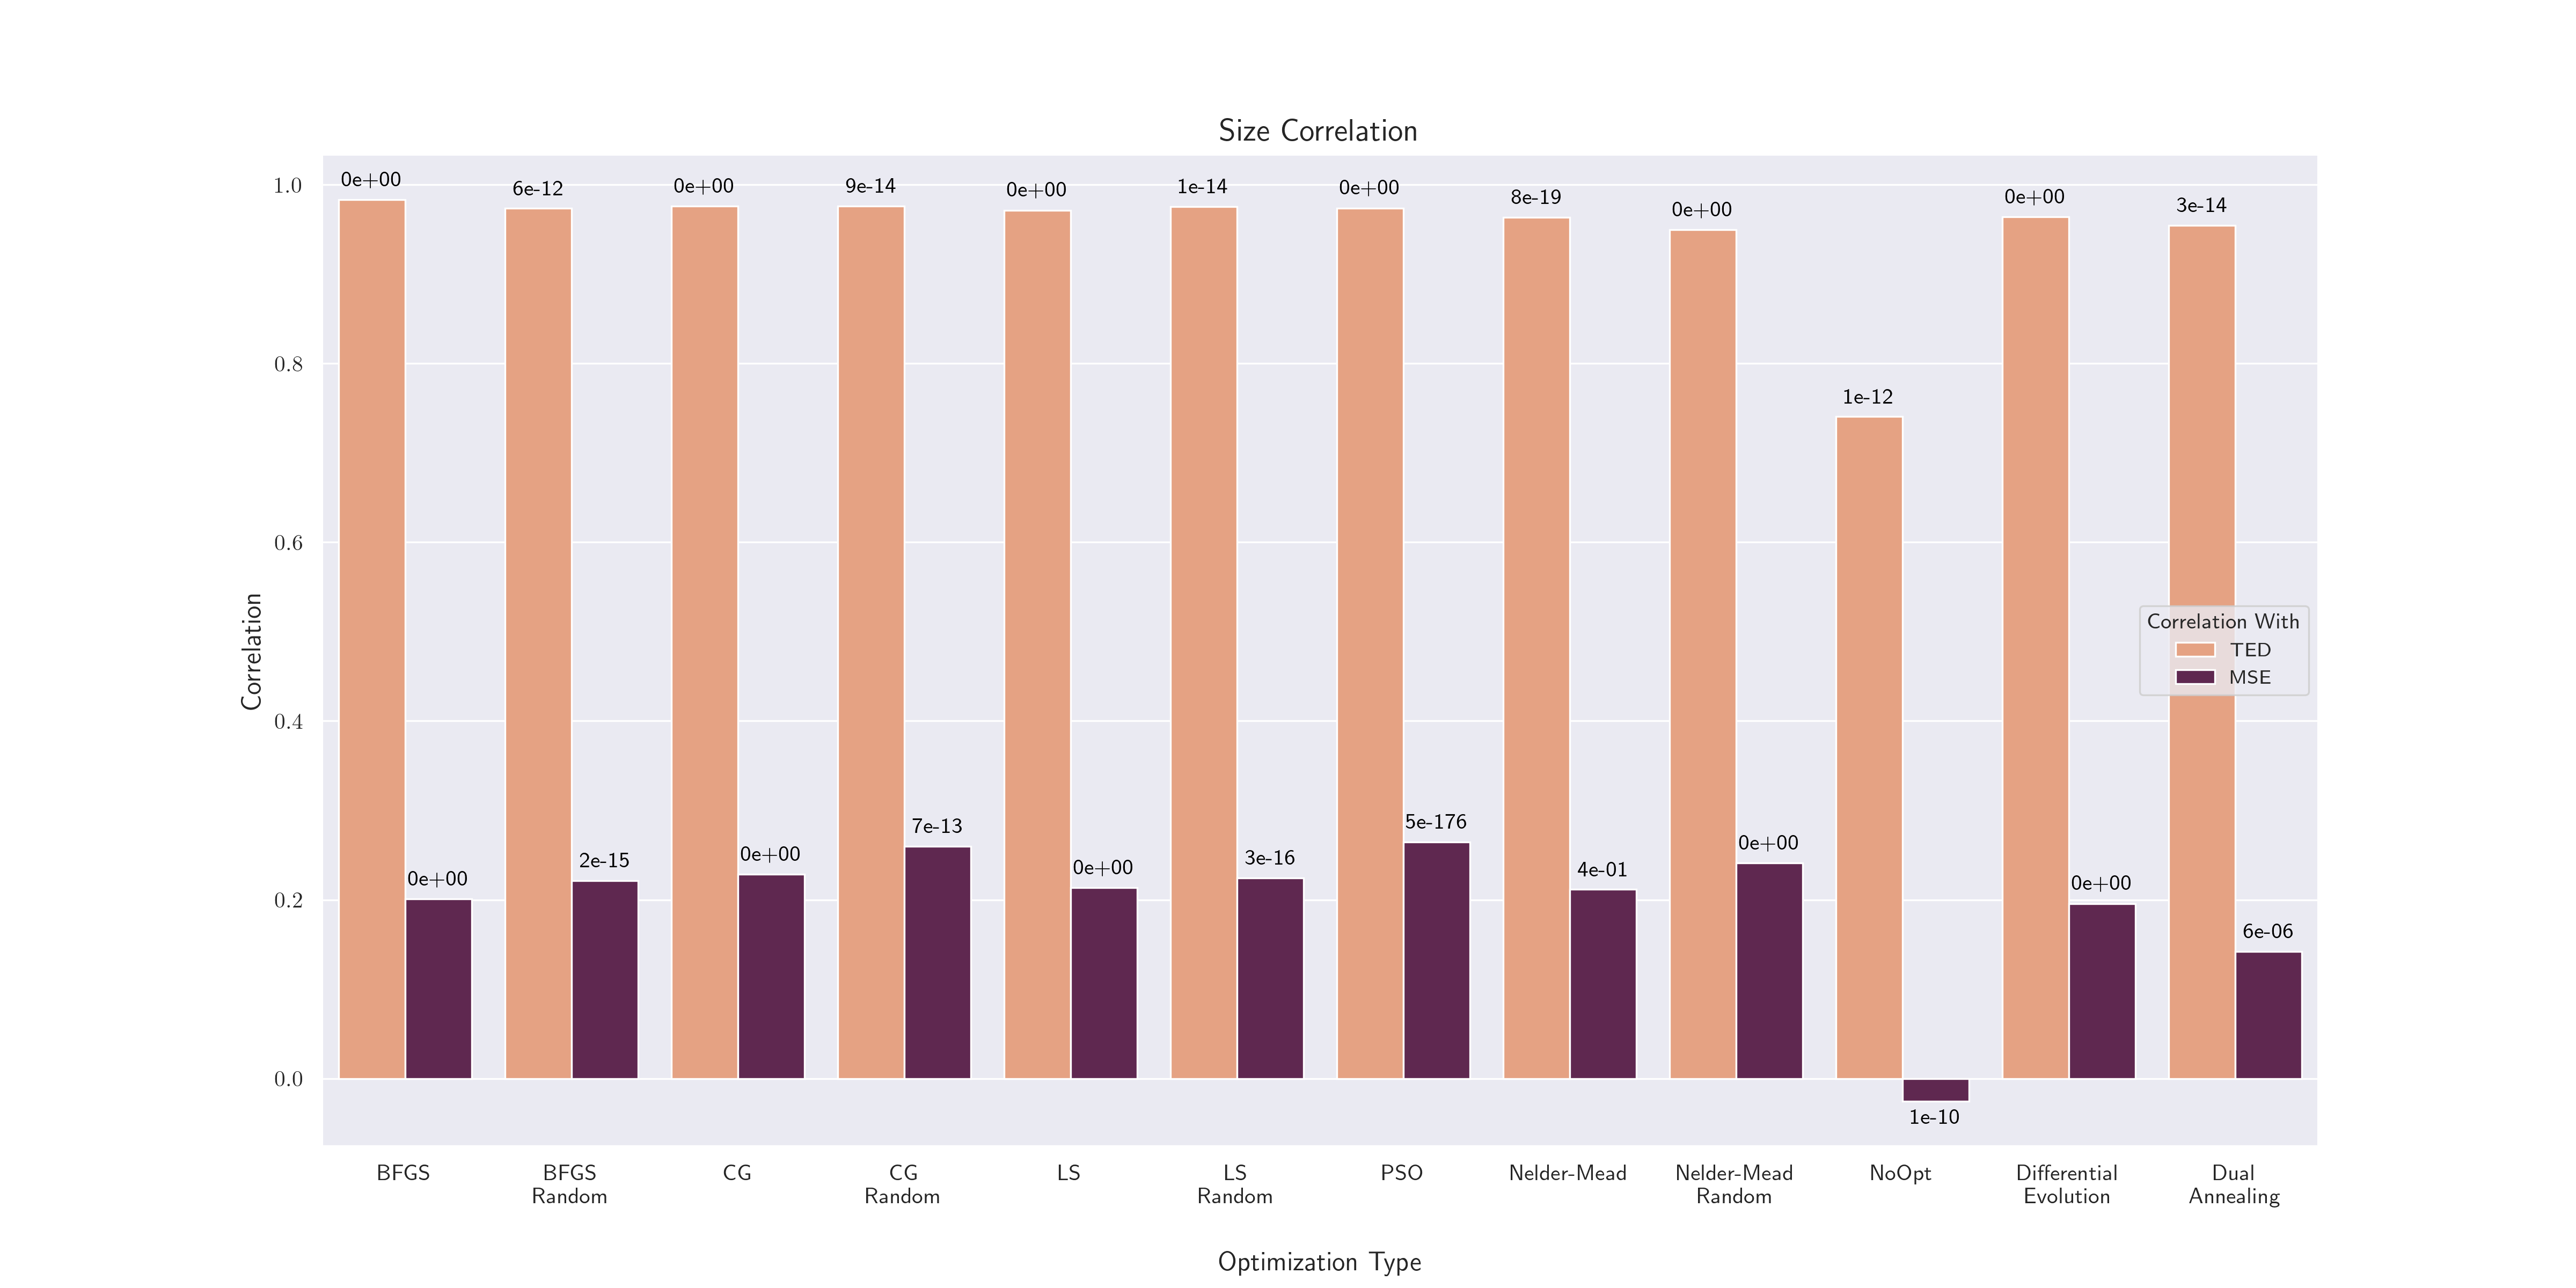 Size Correlation
Correlation
1.0
0.8
0.6
0.4
0.2
0.0
0e+00
6e-12
0e+00
9e-14
0e+00
1e-14
0e+00
8e-19
0e+00
1e-12
0e+00
3e-14
0e+00
2e-15
0e+00
7e-13
0e+00
3e-16
5e-176
4e-01
0e+00
1e-10
0e+00
6e-06
Correlation With
TED
MSE
BFGS
BFGS
Random
CG
CG
Random
LS
LS
Random
PSO
Nelder-Mead
Nelder-Mead
Random
NoOpt
Differential
Evolution
Dual
Annealing
Optimization Type